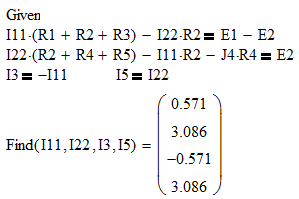 Given
I11·(R1 + R2 + R3) − I22·R2 = E1 − E2
I22·(R2 + R4 + R5) − I11·R2 − J4·R4 = E2
I3 = −I11 I5 = I22
0.571
3.086
Find(I11,I22,I3,I5) =
−0.571
3.086